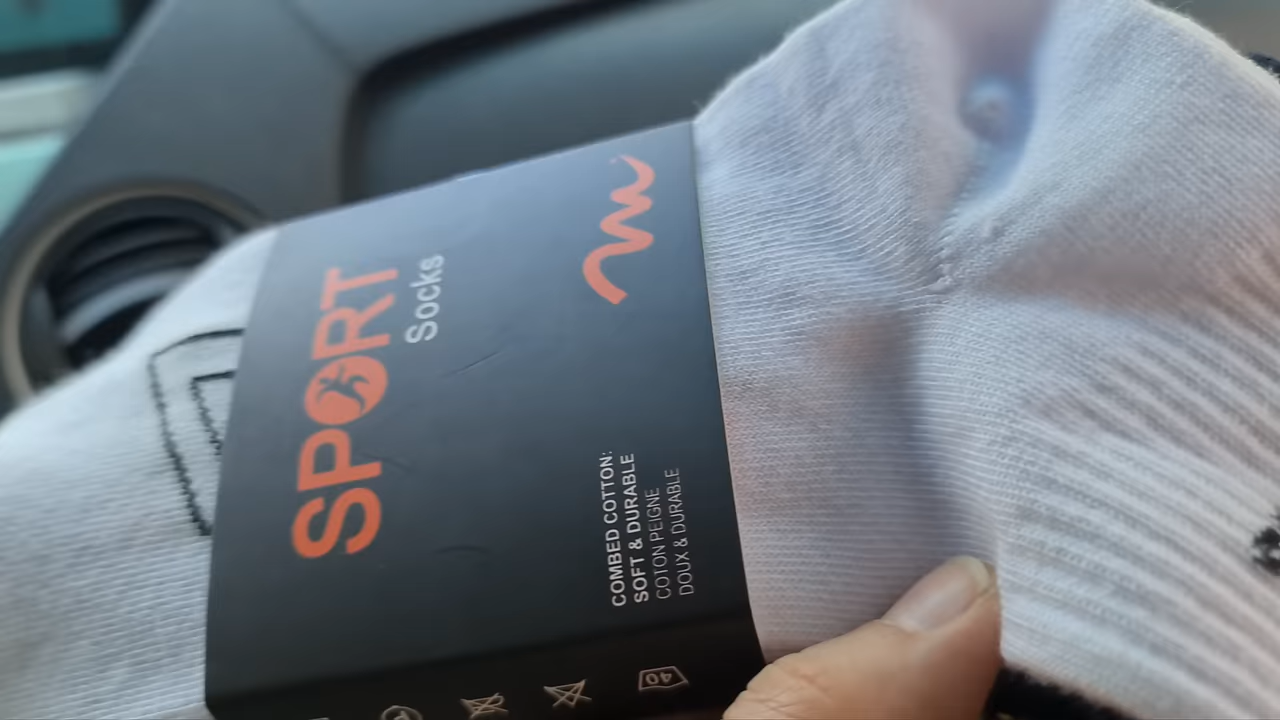 SPORT
Socks
COMBED COTTON:
SOFT & DURABLE
COTON PEIGNE
DOUX & DURABLE
40